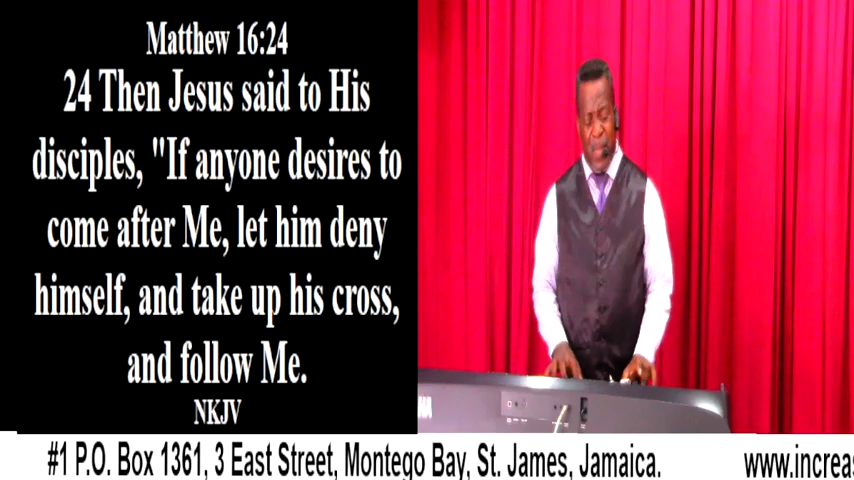 Matthew 16:24
24 Then Jesus said to His
disciples, "If anyone desires to
come after Me, let him deny
himself, and take up his cross,
and follow Me.
NKJV
#1 P.O. Box 1361, 3 East Street, Montego Bay, St. James, Jamaica.